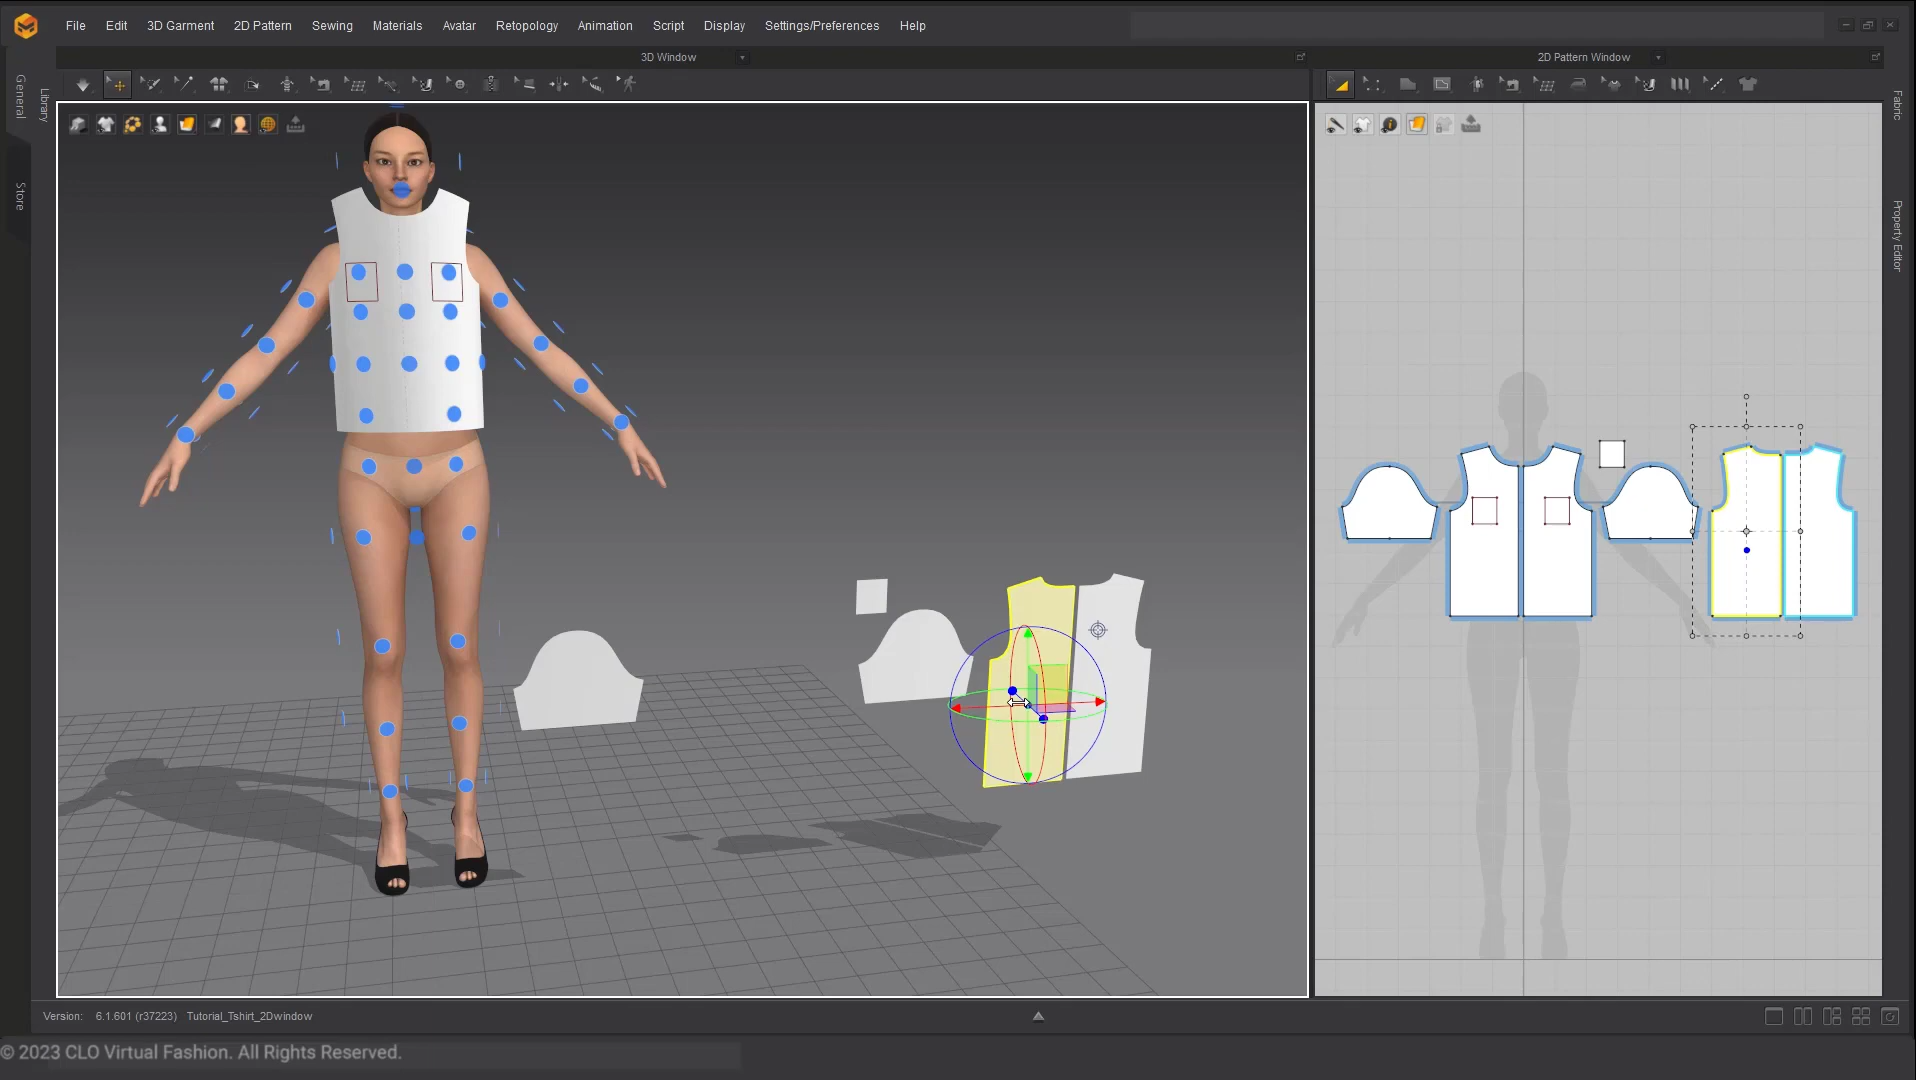 File Edit 3D Garment 2D Pattern Sewing Materials Avatar Retopology Animation Script Display Settings/Preferences Help
3D Window
2D Pattern Window
General
Library
Store
Fabric
Property Editor
Version: 6.1.601 (r37223) Tutorial_Tshirt_2Dwindow
© 2023 CLO Virtual Fashion. All Rights Reserved.